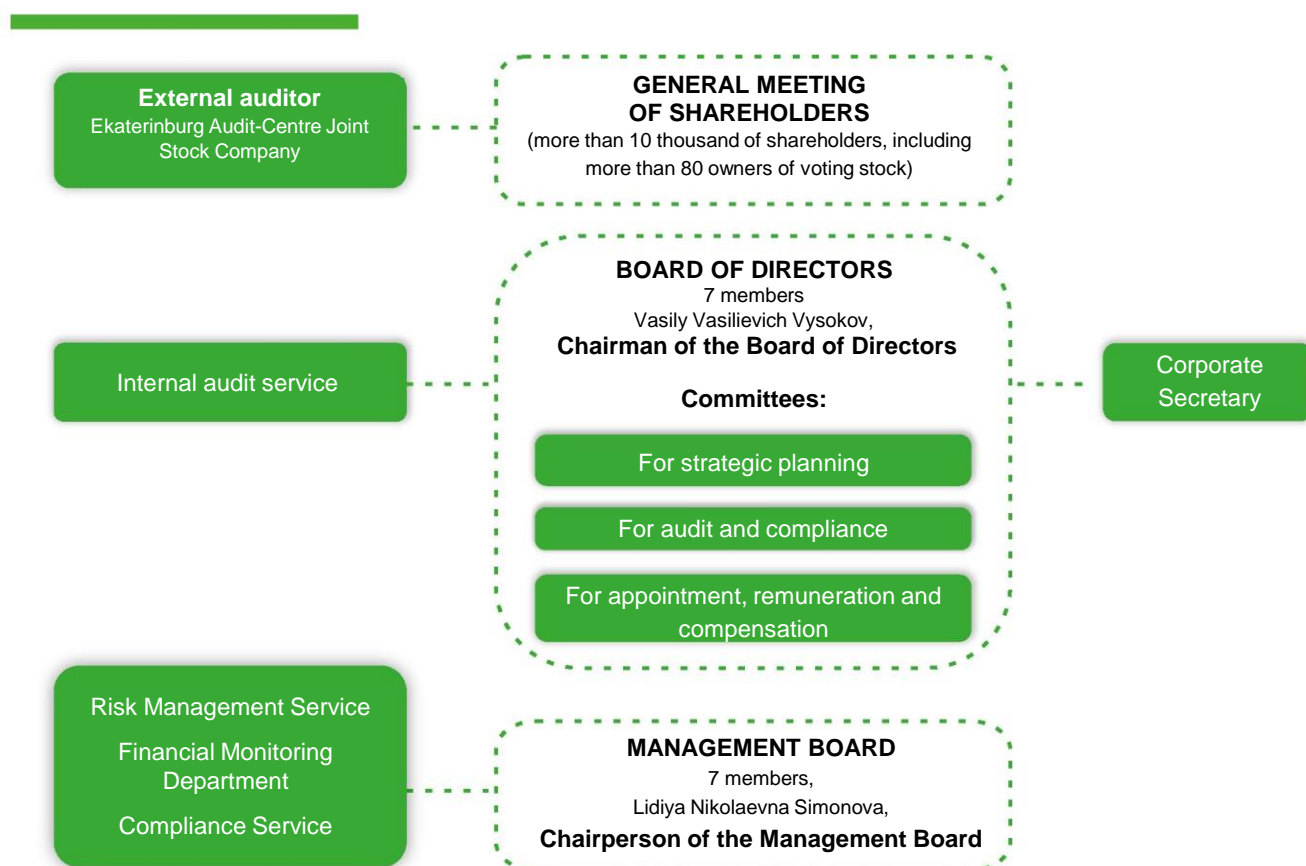 External auditor
Ekaterinburg Audit-Centre Joint
Stock Company
GENERAL MEETING
OF SHAREHOLDERS
(more than 10 thousand of shareholders, including
more than 80 owners of voting stock)
Internal audit service
BOARD OF DIRECTORS
7 members
Vasily Vasilievich Vysokov,
Chairman of the Board of Directors
Committees:
For strategic planning
For audit and compliance
For appointment, remuneration and
compensation
Corporate
Secretary
Risk Management Service
Financial Monitoring
Department
Compliance Service
MANAGEMENT BOARD
7 members,
Lidiya Nikolaevna Simonova,
Chairperson of the Management Board